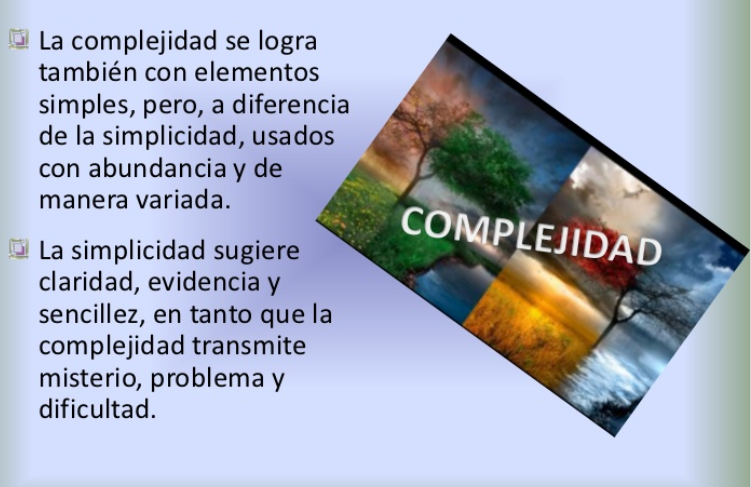 La complejidad se logra
también con elementos
simples, pero, a diferencia
de la simplicidad, usados
con abundancia y de
manera variada.
La simplicidad sugiere
claridad, evidencia y
sencillez, en tanto que la
complejidad transmite
misterio, problema y
dificultad.
COMPLEJIDAD